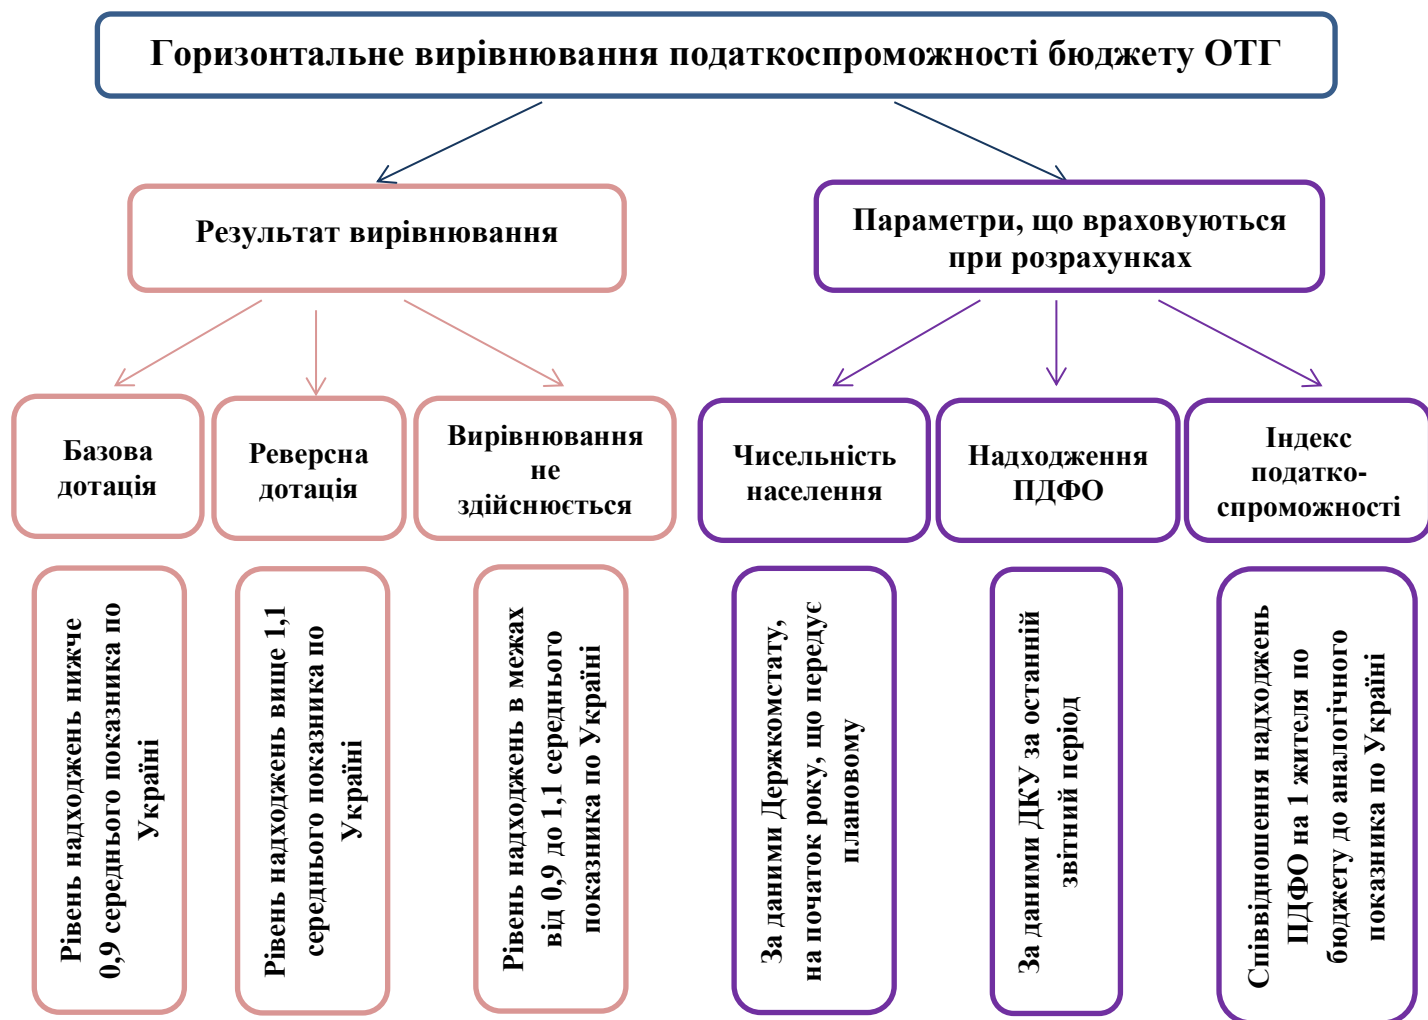 Горизонтальне вирівнювання податкоспроможності бюджету ОТГ
Результат вирівнювання
Параметри, що враховуються
при розрахунках
Базова
дотація
Реверсна
дотація
Вирівнювання
не
здійснюється
Чисельність
населення
Надходження
ПДФО
Індекс
податко-
спроможності
Рівень надходжень нижче
0,9 середнього показника по
Україні
Рівень надходжень вище 1,1
середнього показника по
Україні
Рівень надходжень в межах
від 0,9 до 1,1 середнього
показника по Україні
За даними Держкомстату,
на початок року, що передує
плановому
За даними ДКУ за останній
звітний період
Співвідношення надходжень
ПДФО на 1 жителя по
бюджету до аналогічного
показника по Україні